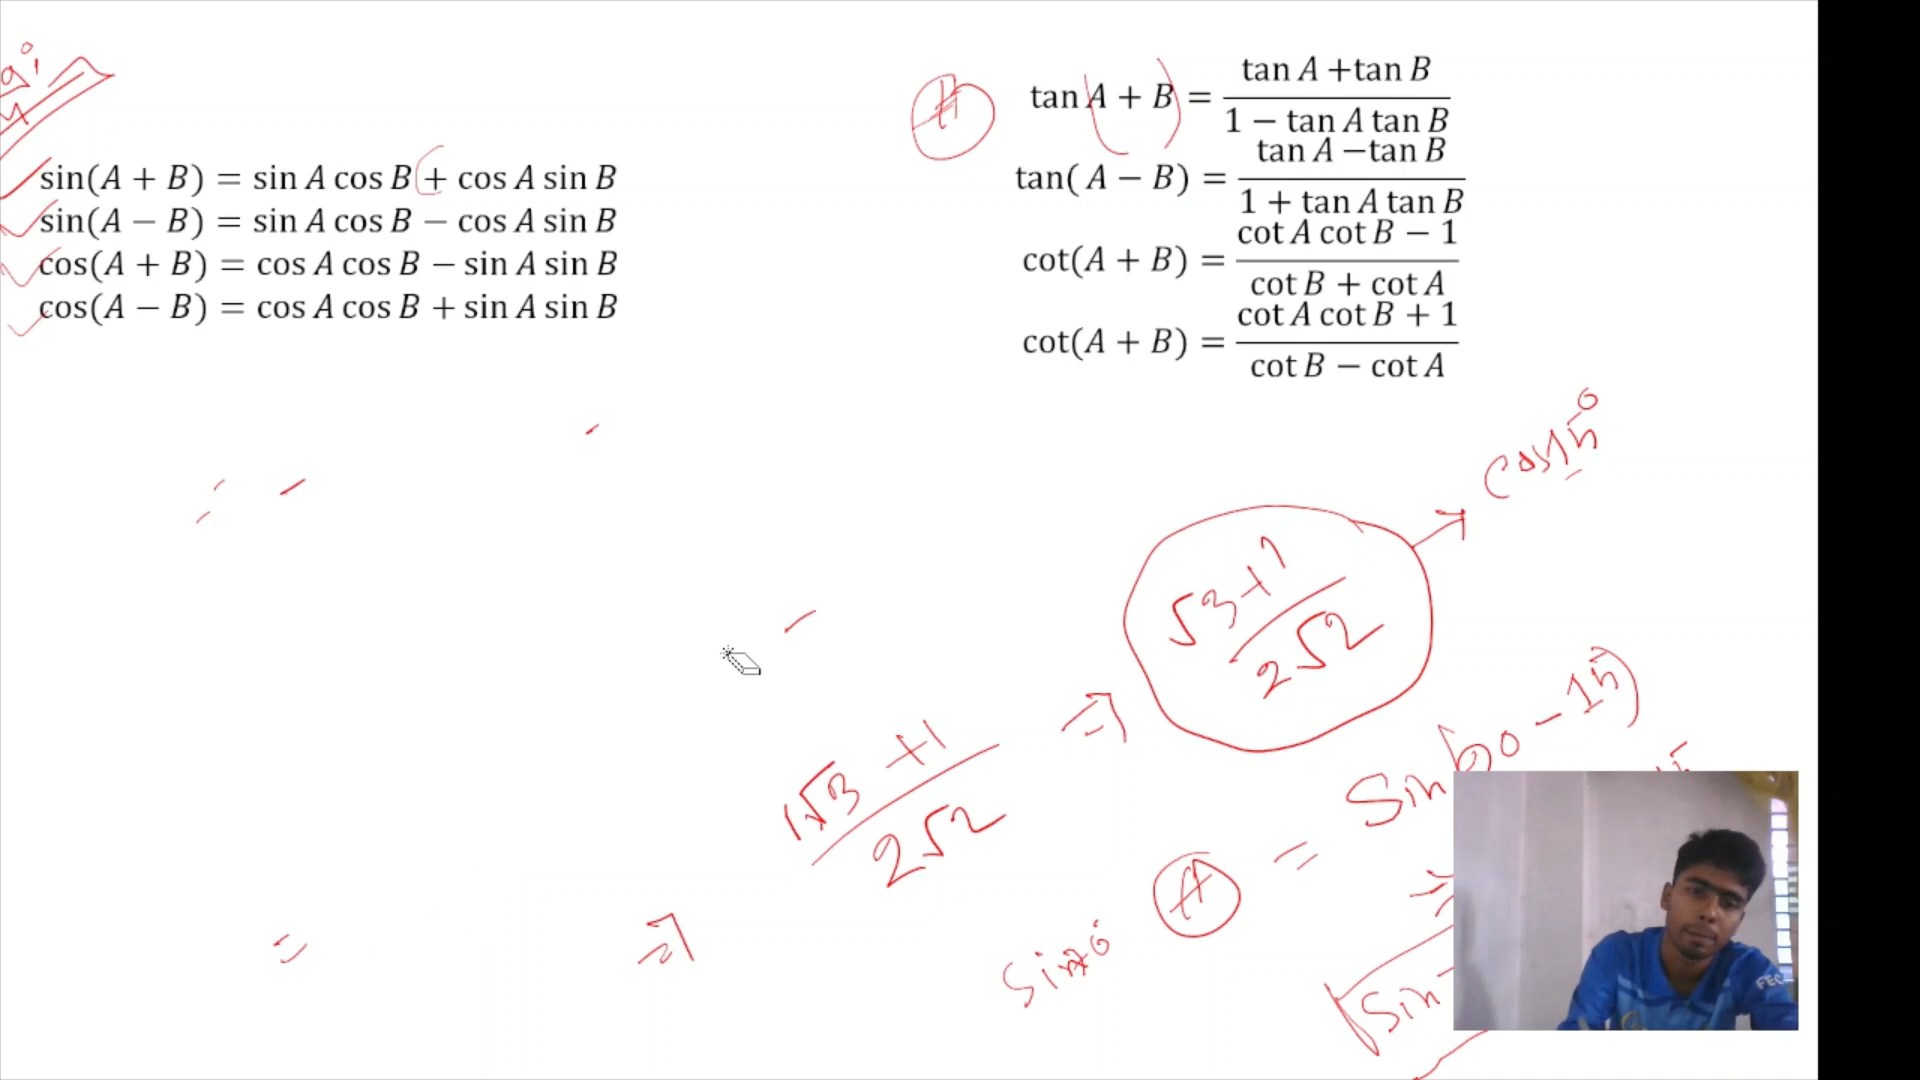 sin(A + B) = sin A cos B + cos A sin B
sin(A − B) = sin A cos B − cos A sin B
cos(A + B) = cos A cos B − sin A sin B
cos(A − B) = cos A cos B + sin A sin B
tan(A + B) = (tan A +tan B)/(1 − tan A tan B)
tan( A − B) = (tan A −tan B)/(1 + tan A tan B)
cot(A + B) = (cot A cot B − 1)/(cot B + cot A)
cot(A + B) = (cot A cot B + 1)/(cot B − cot A)
cos15°
(√3+1)/(2√2)
(√3 +1)/(2√2) ⇒
= Sin 60 - 15)
Sin
FEC